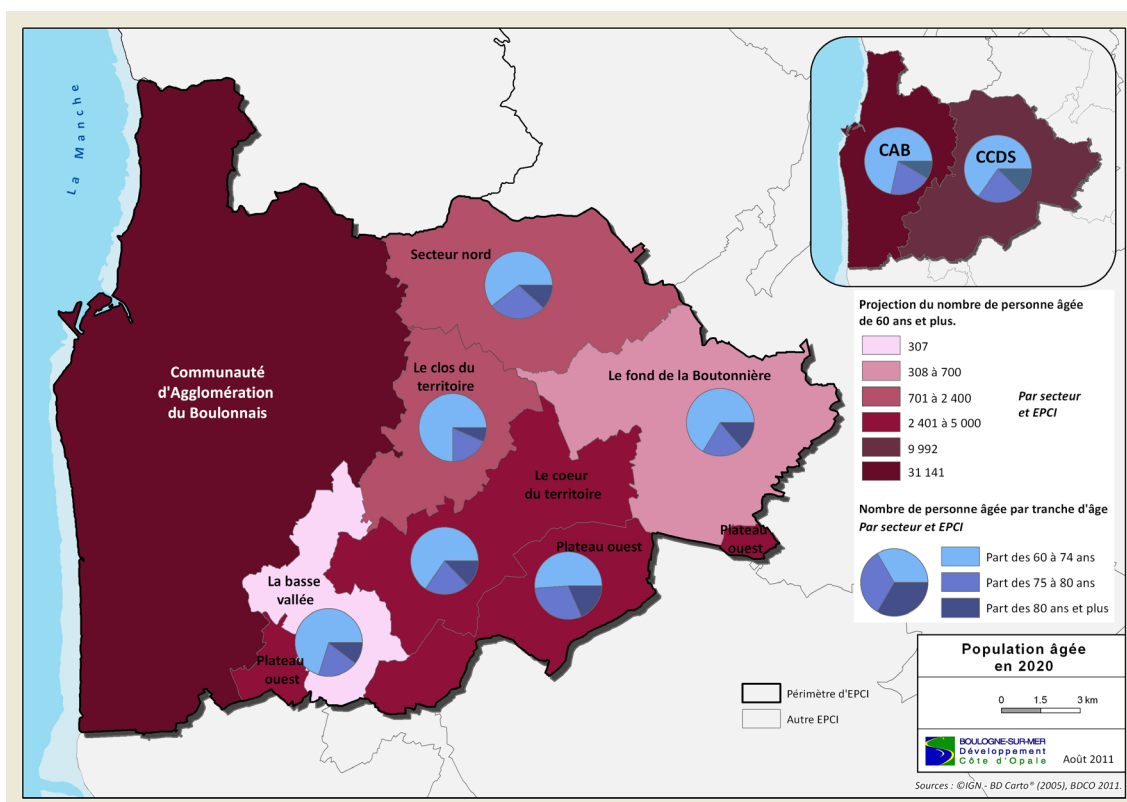 La Manche
Communauté
d'Agglomération
du Boulonnais
Secteur nord
Le clos du
territoire
Le fond de la Boutonnière
Le coeur
du territoire
Plateau ouest
Plateau
ouest
La basse
vallée
Plateau
ouest
CAB
CCDS
Projection du nombre de personne âgée
de 60 ans et plus.
307
308 à 700
701 à 2 400
2 401 à 5 000
9 992
31 141
Par secteur
et EPCI
Nombre de personne âgée par tranche d'âge
Par secteur et EPCI
Part des 60 à 74 ans
Part des 75 à 80 ans
Part des 80 ans et plus
Périmètre d'EPCI
Autre EPCI
Population âgée
en 2020
0 1.5 3 km
BOULOGNE-SUR-MER
Développement
Côte d'Opale
Août 2011
Sources : ©IGN - BD Carto® (2005), BDCO 2011.